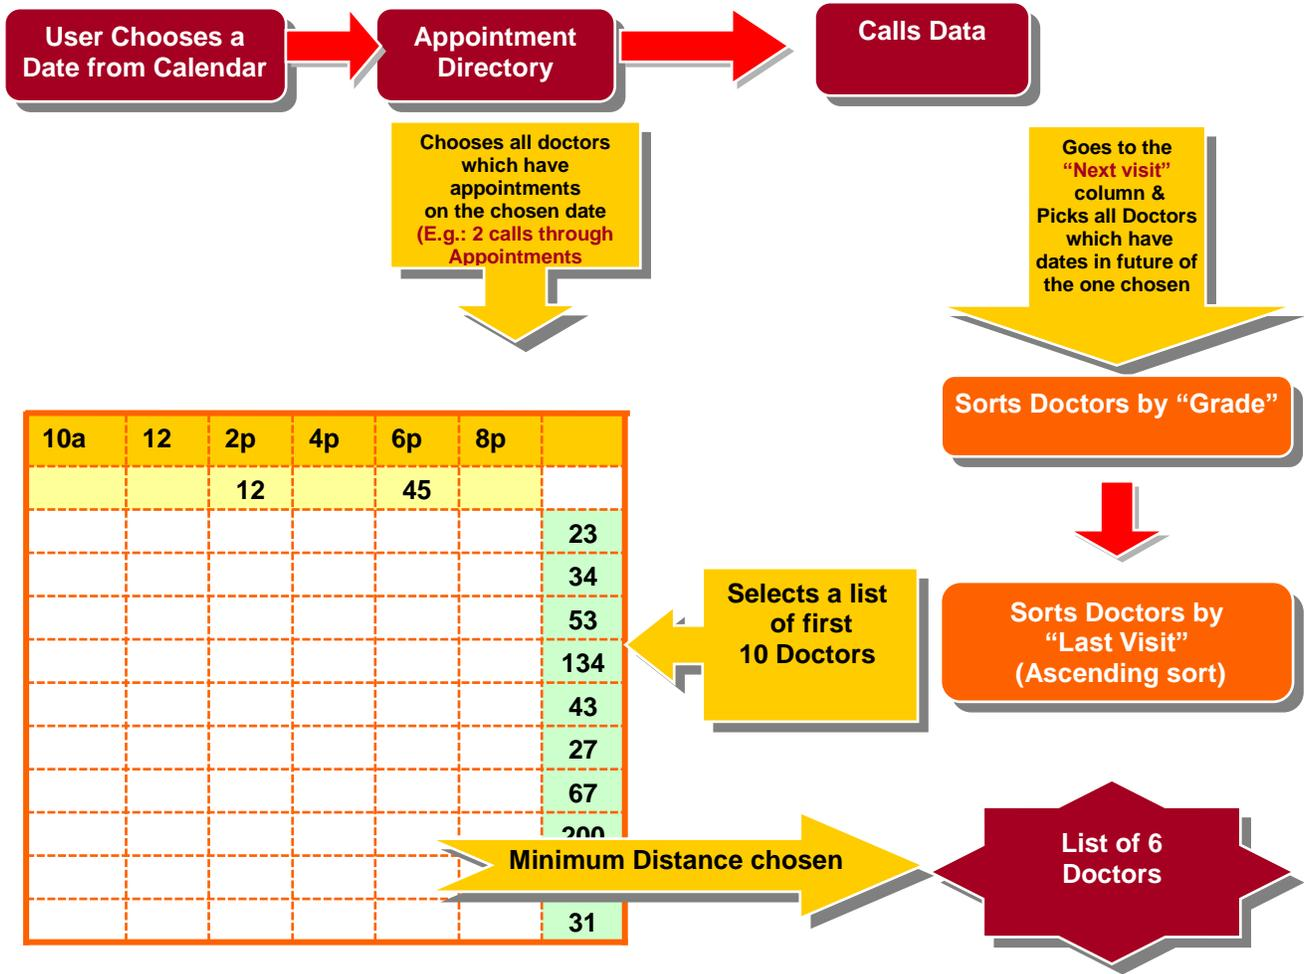 User Chooses a
Date from Calendar
Appointment
Directory
Calls Data
Chooses all doctors
which have
appointments
on the chosen date
(E.g.: 2 calls through
Appointments
Goes to the
“Next visit”
column &
Picks all Doctors
which have
dates in future of
the one chosen
Sorts Doctors by “Grade”
10a 12 2p 4p 6p 8p
12 45
23
34
53
134
43
27
67
200
31
Selects a list
of first
10 Doctors
Sorts Doctors by
“Last Visit”
(Ascending sort)
Minimum Distance chosen
List of 6
Doctors